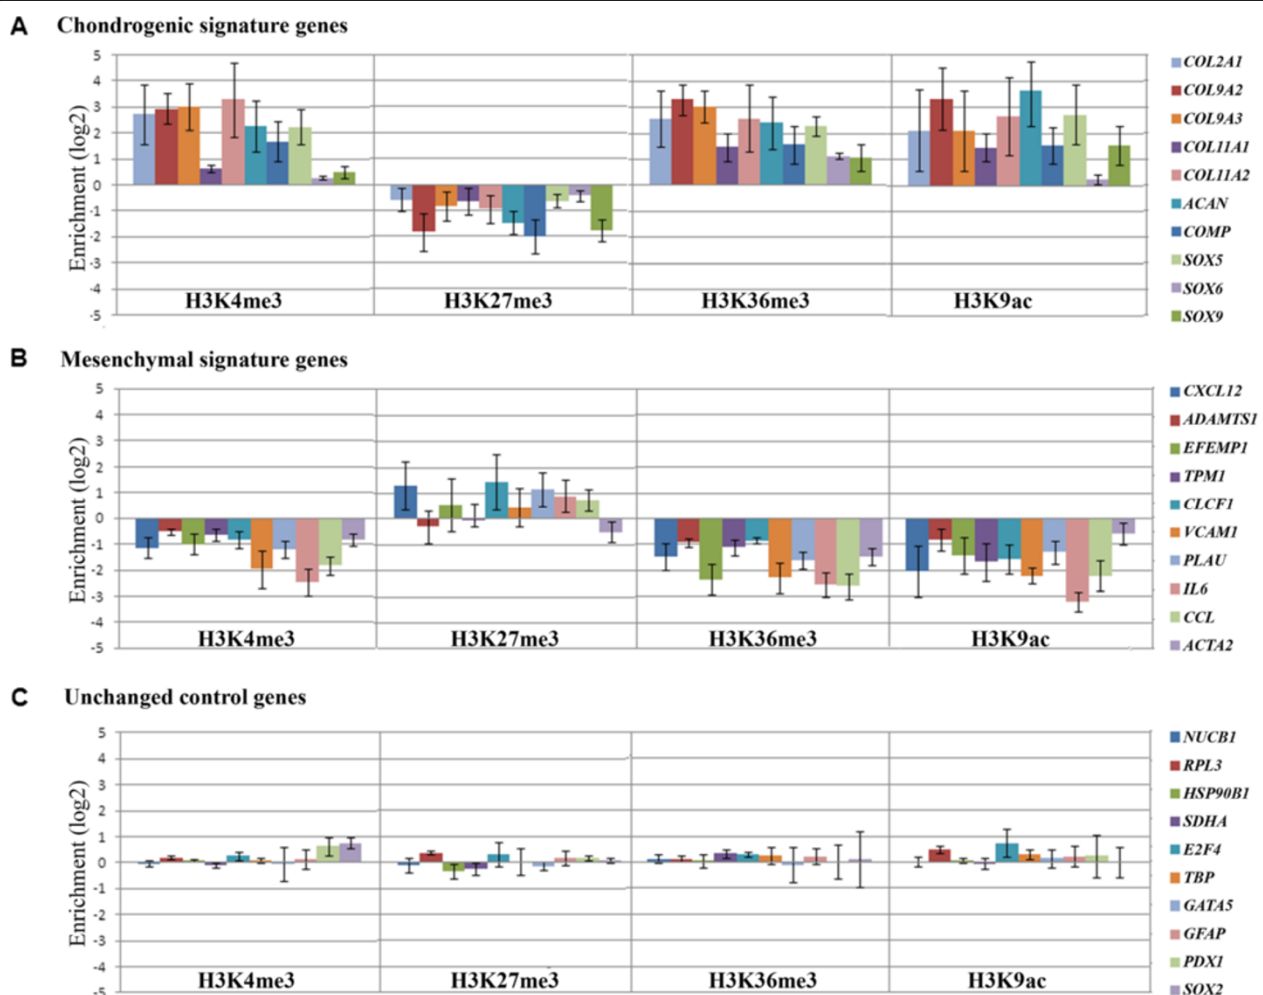 A Chondrogenic signature genes
Enrichment (log2)
5
4
3
2
1
0
-1
-2
-3
-4
-5
H3K4me3 H3K27me3 H3K36me3 H3K9ac
COL2A1
COL9A2
COL9A3
COL11A1
COL11A2
ACAN
COMP
SOX5
SOX6
SOX9
B Mesenchymal signature genes
Enrichment (log2)
5
4
3
2
1
0
-1
-2
-3
-4
-5
H3K4me3 H3K27me3 H3K36me3 H3K9ac
CXCL12
ADAMTS1
EFEMP1
TPM1
CLCF1
VCAM1
PLAU
IL6
CCL
ACTA2
C Unchanged control genes
Enrichment (log2)
5
4
3
2
1
0
-1
-2
-3
-4
-5
H3K4me3 H3K27me3 H3K36me3 H3K9ac
NUCB1
RPL3
HSP90B1
SDHA
E2F4
TBP
GATA5
GFAP
PDX1
SOX2